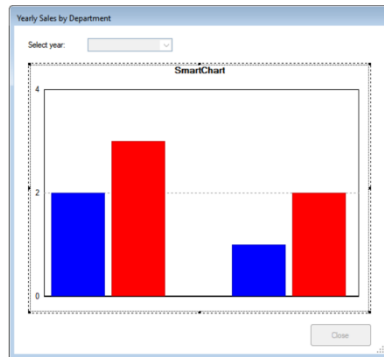 Yearly Sales by Department
Select year:
SmartChart
4
2
0
Close